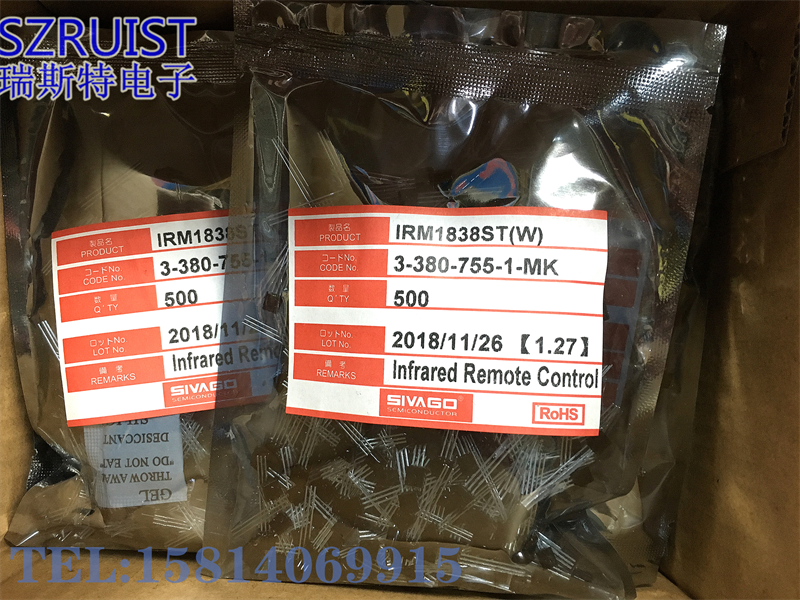 SZRUIST
瑞斯特电子
製品名
PRODUCT
IRM1838S
コードNo.
CODE No
3-380-755-
数量
Q'TY
500
ロットNo
LOT No.
2018/11/
備考
REMARKS
Infrared Remo
SIVAGO
SEMICONDUCTOR
製品名
PRODUCT
IRM1838ST(W)
コードNo.
CODE No
3-380-755-1-MK
数量
Q'TY
500
ロットNo
LOT No.
2018/11/26 【1.27】
備考
REMARKS
Infrared Remote Control
SIVAGO
SEMICONDUCTOR
RoHS
GEL
THROW AWA
"DO NOT EAT"
DESICCANT
TEL:15814069915